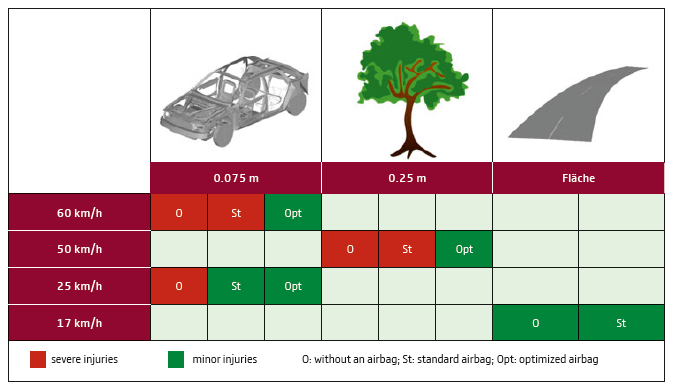 0.075 m 0.25 m Fläche
60 km/h O St Opt
50 km/h O St Opt
25 km/h O St Opt
17 km/h O St
severe injuries minor injuries O: without an airbag; St: standard airbag; Opt: optimized airbag